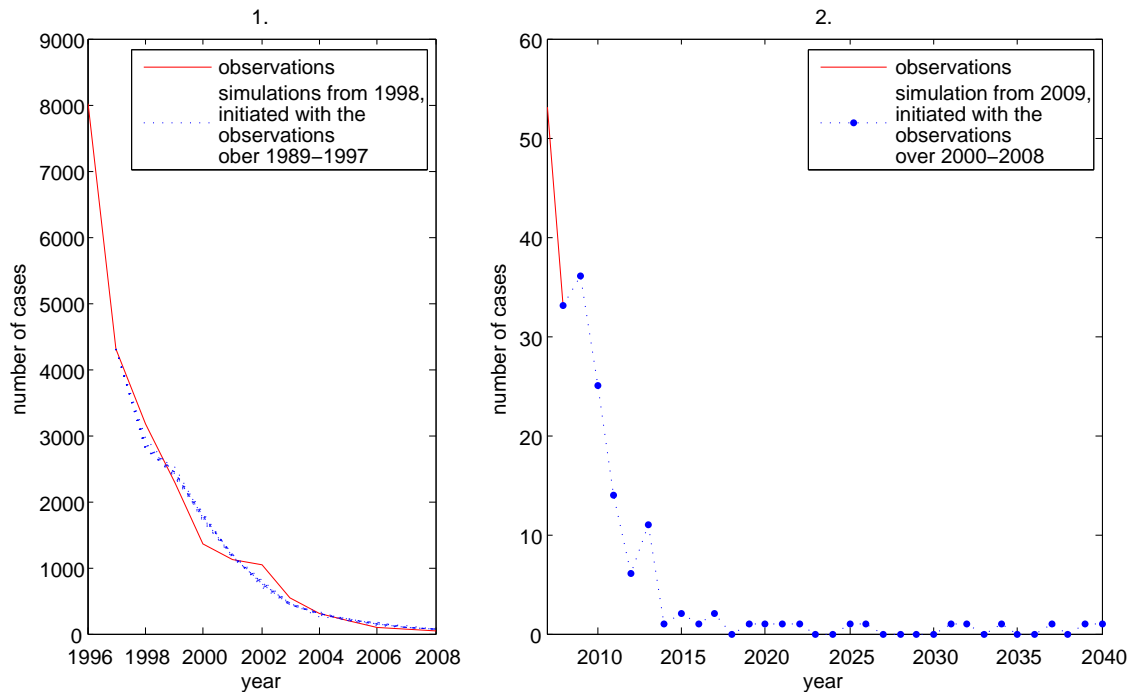 1.
9000
8000
7000
6000
5000
4000
3000
2000
1000
0
number of cases
observations
simulations from 1998,
initiated with the
observations
ober 1989−1997
1996 1998 2000 2002 2004 2006 2008
year
2.
60
50
40
30
20
10
0
number of cases
observations
simulation from 2009,
initiated with the
observations
over 2000−2008
2010 2015 2020 2025 2030 2035 2040
year